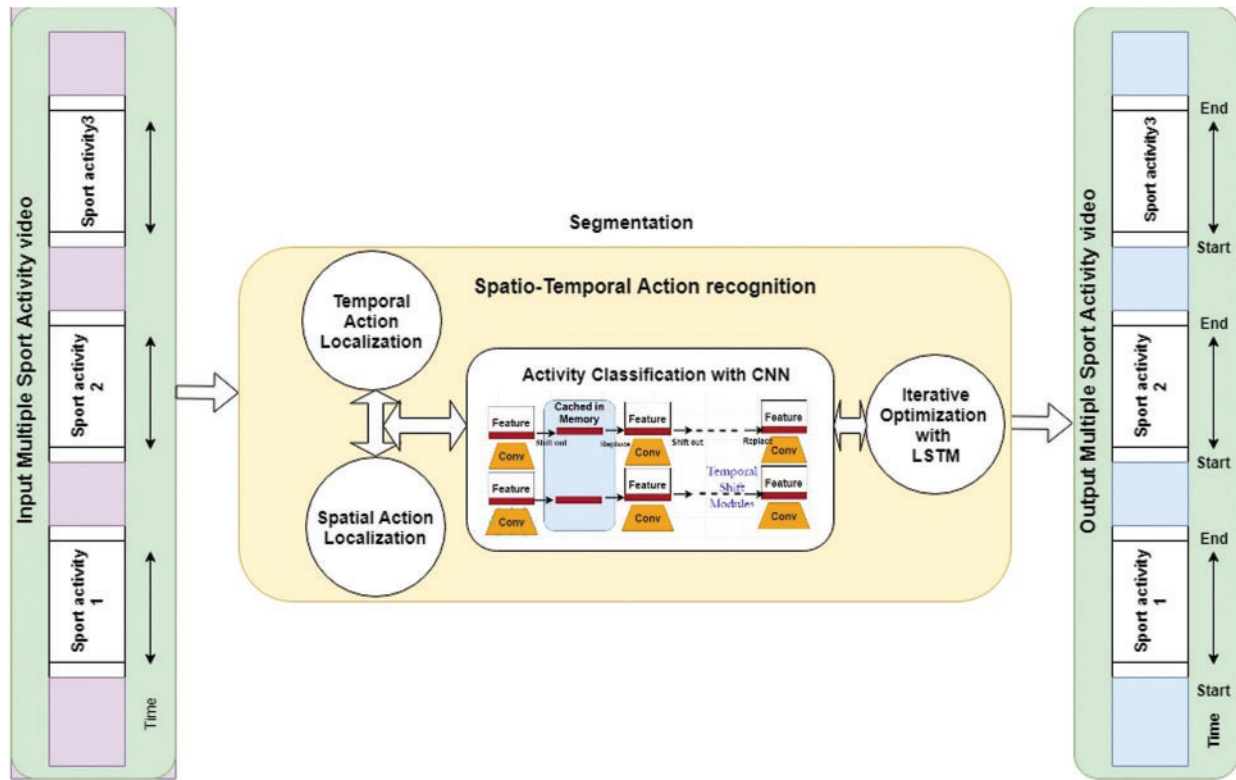 Input Multiple Sport Activity video
Sport activity3
Sport activity
2
Sport activity
1
Time
Segmentation
Spatio-Temporal Action recognition
Temporal
Action
Localization
Spatial Action
Localization
Activity Classification with CNN
Cached in
Memory
Feature
Shift out
Replace
Feature
Shift out
Replace
Feature
Conv
Conv
Conv
Feature
Feature
Temporal
Shift
Modules
Feature
Conv
Conv
Conv
Iterative
Optimization
with
LSTM
Output Multiple Sport Activity video
Sport activity3
End
Start
Sport activity
2
End
Start
Sport activity
1
End
Start
Time